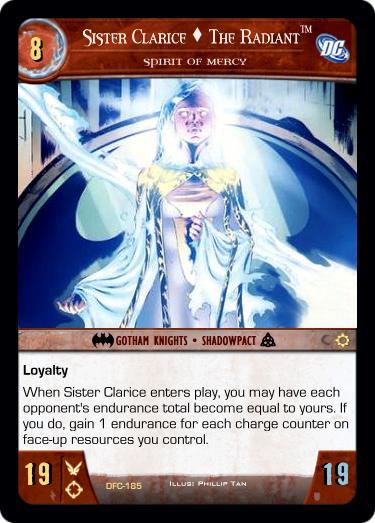 8
Sister Clarice ♦ The Radiant™
DC
Spirit of Mercy
Gotham Knights • Shadowpact
Loyalty
When Sister Clarice enters play, you may have each
opponent's endurance total become equal to yours. If
you do, gain 1 endurance for each charge counter on
face-up resources you control.
19
DFC-185
Illus: Phillip Tan
19